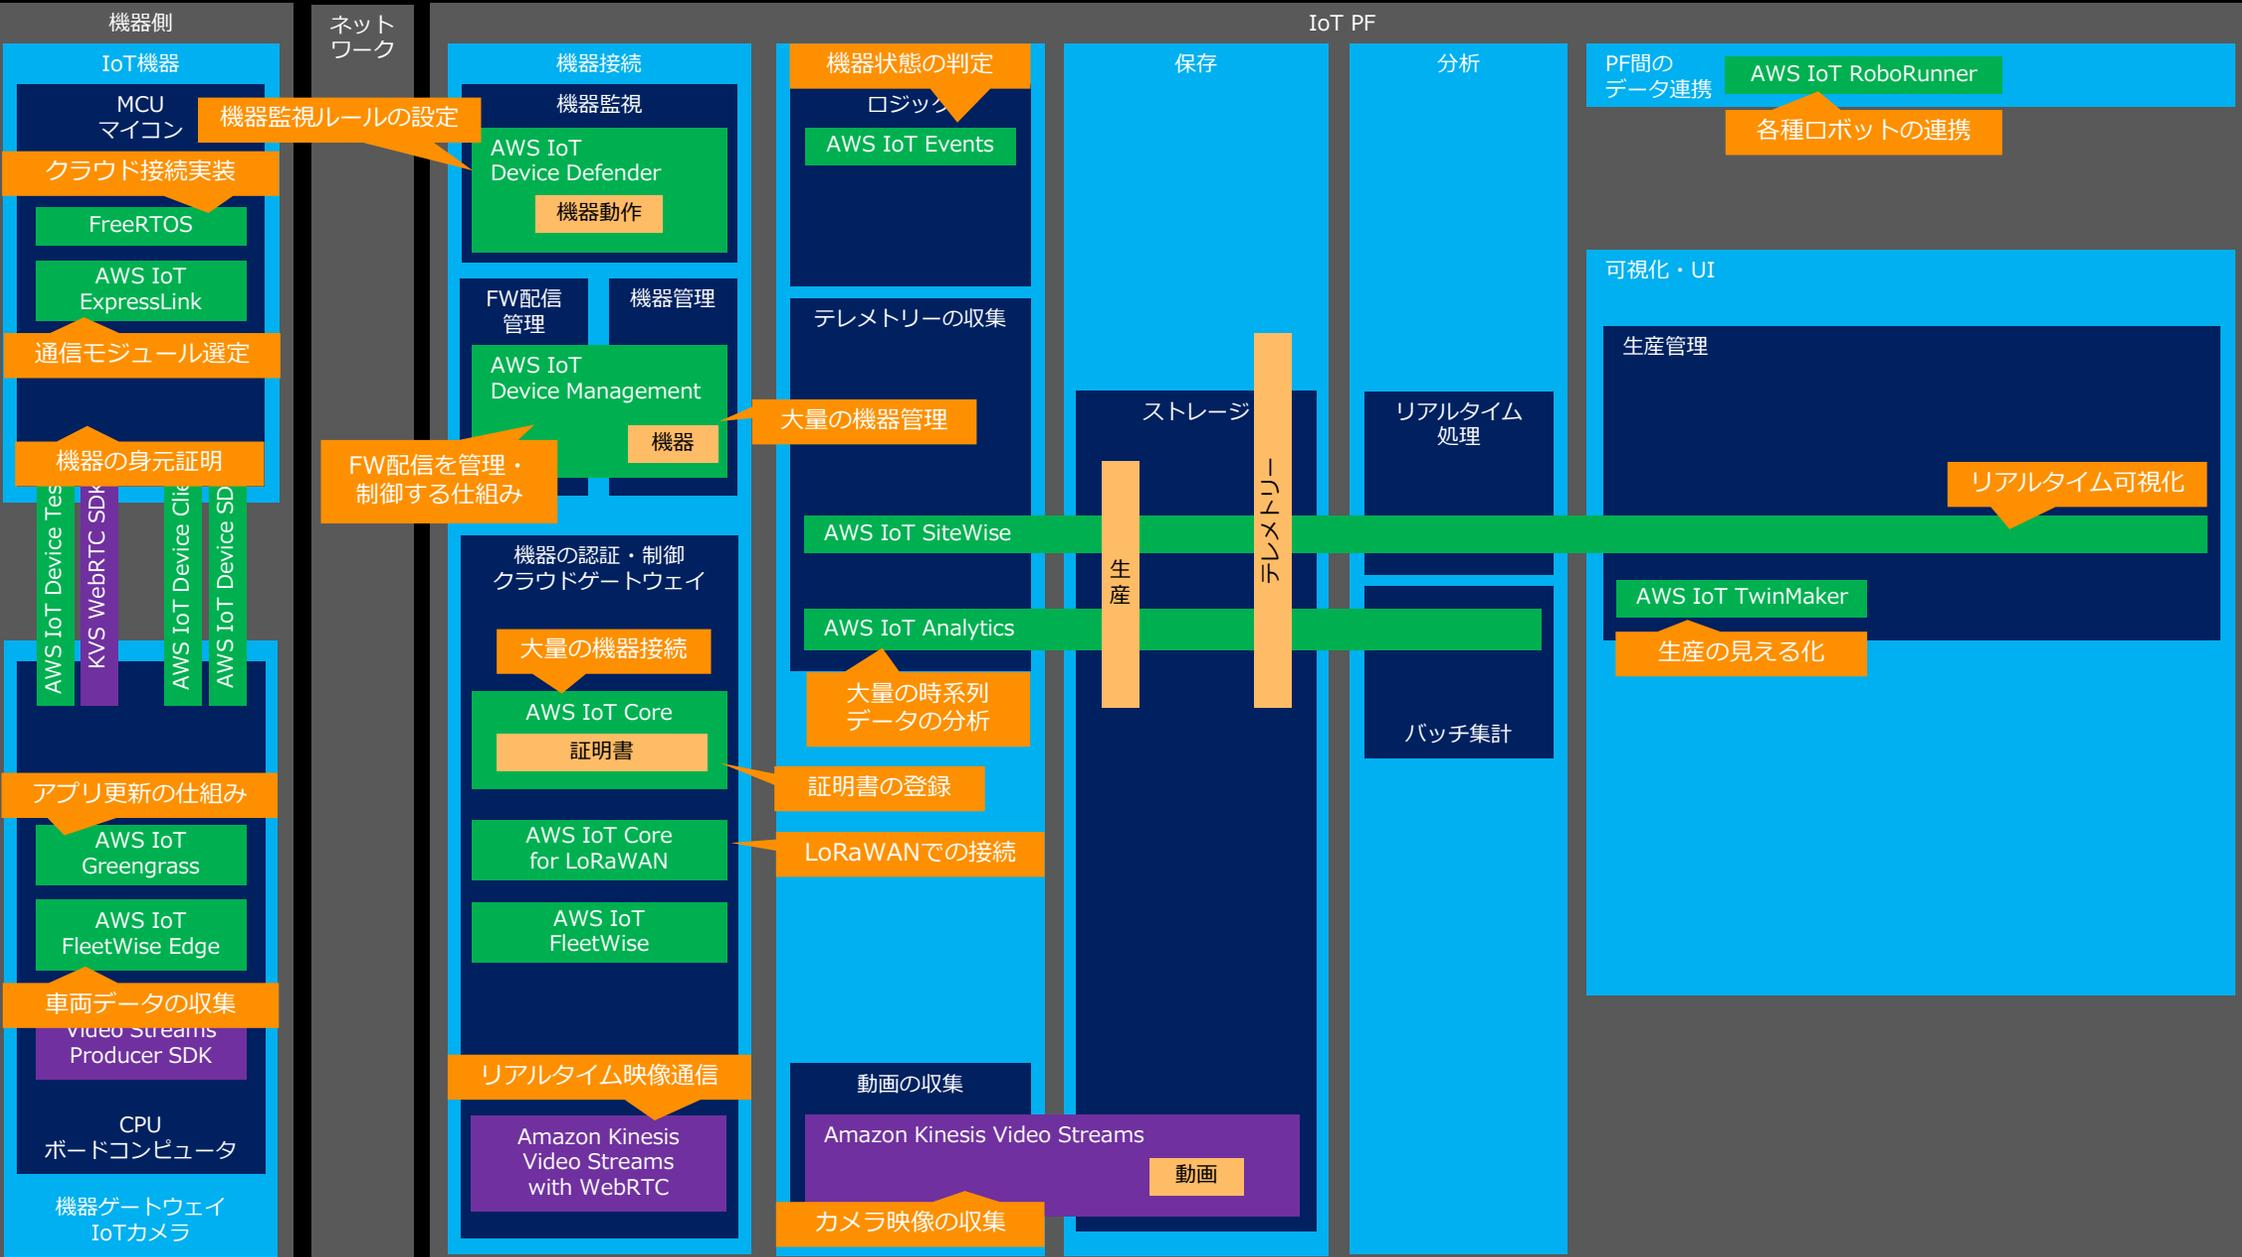 機器側
IoT機器
MCU
マイコン
クラウド接続実装
FreeRTOS
AWS IoT
ExpressLink
通信モジュール選定
機器の身元証明
AWS IoT Device
KVS WebRTC SDK
AWS IoT Device
AWS IoT Device
アプリ更新の仕組み
AWS IoT
Greengrass
AWS IoT
FleetWise Edge
車両データの収集
Video Streams
Producer SDK
CPU
ボードコンピュータ
機器ゲートウェイ
IoTカメラ
ネット
ワーク
IoT PF
機器接続
機器監視
機器監視ルールの設定
AWS IoT
Device Defender
機器動作
FW配信
管理
機器管理
AWS IoT
Device Management
機器
大量の機器管理
FW配信を管理・
制御する仕組み
機器の認証・制御
クラウドゲートウェイ
大量の機器接続
AWS IoT Core
証明書
証明書の登録
AWS IoT Core
for LoRaWAN
LoRaWANでの接続
AWS IoT
FleetWise
リアルタイム映像通信
Amazon Kinesis
Video Streams
with WebRTC
機器状態の判定
ロジック
AWS IoT Events
テレメトリーの収集
AWS IoT SiteWise
AWS IoT Analytics
大量の時系列
データの分析
動画の収集
Amazon Kinesis Video Streams
動画
カメラ映像の収集
保存
ストレージ
生産
テレメトリー
分析
リアルタイム
処理
バッチ集計
PF間の
データ連携
AWS IoT RoboRunner
各種ロボットの連携
可視化・UI
生産管理
リアルタイム可視化
AWS IoT TwinMaker
生産の見える化